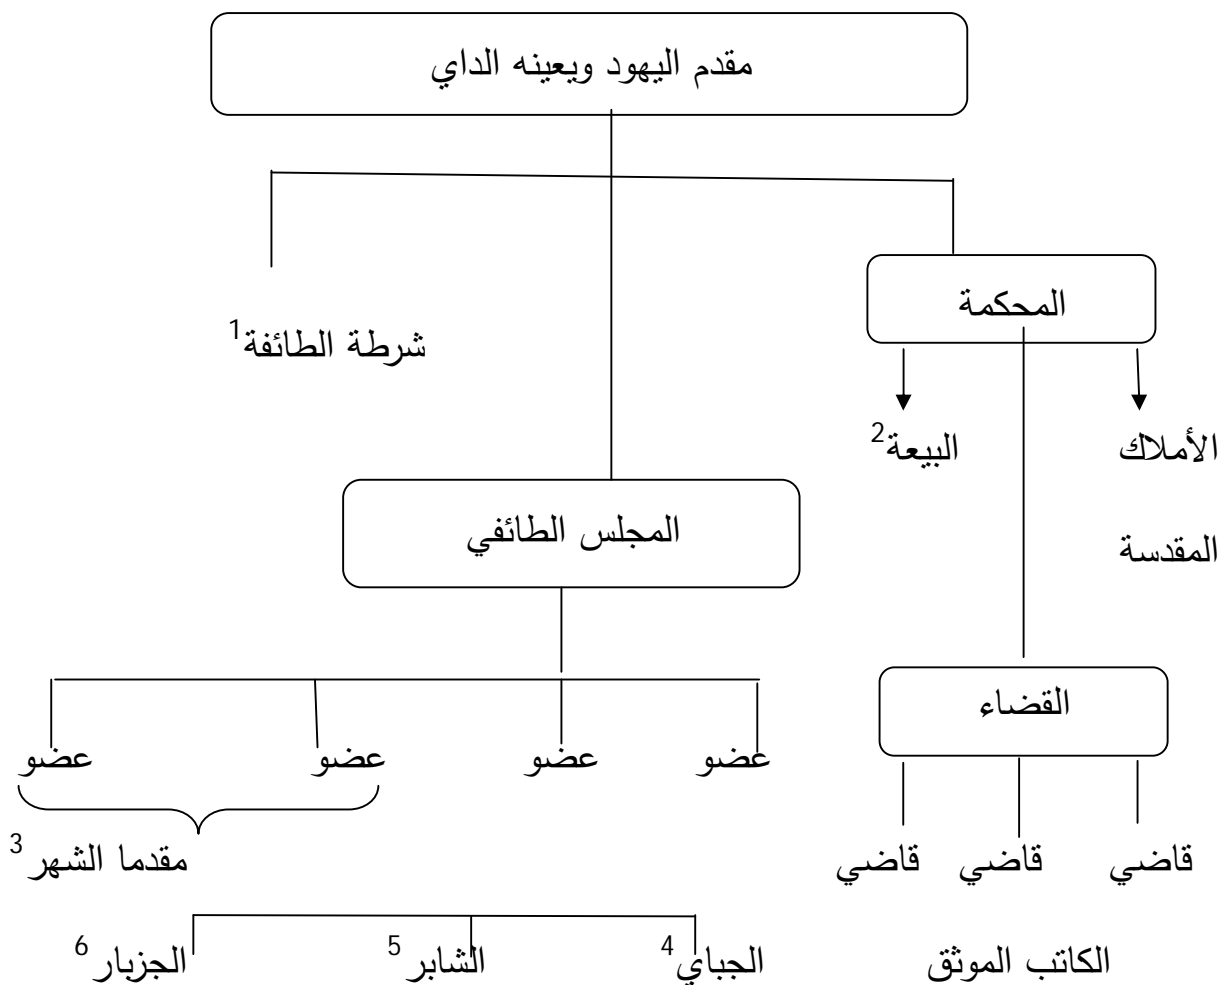 مقدم اليهود ويعينه الداي
المحكمة
شرطة الطائفة1
الأملاك
البيعة2
المقدسة
المجلس الطائفي
القضاء
عضو
عضو
عضو
عضو
مقدما الشهر3
قاضي
قاضي
قاضي
الكاتب الموثق
الجباي4
الشابر5
الجزبار6